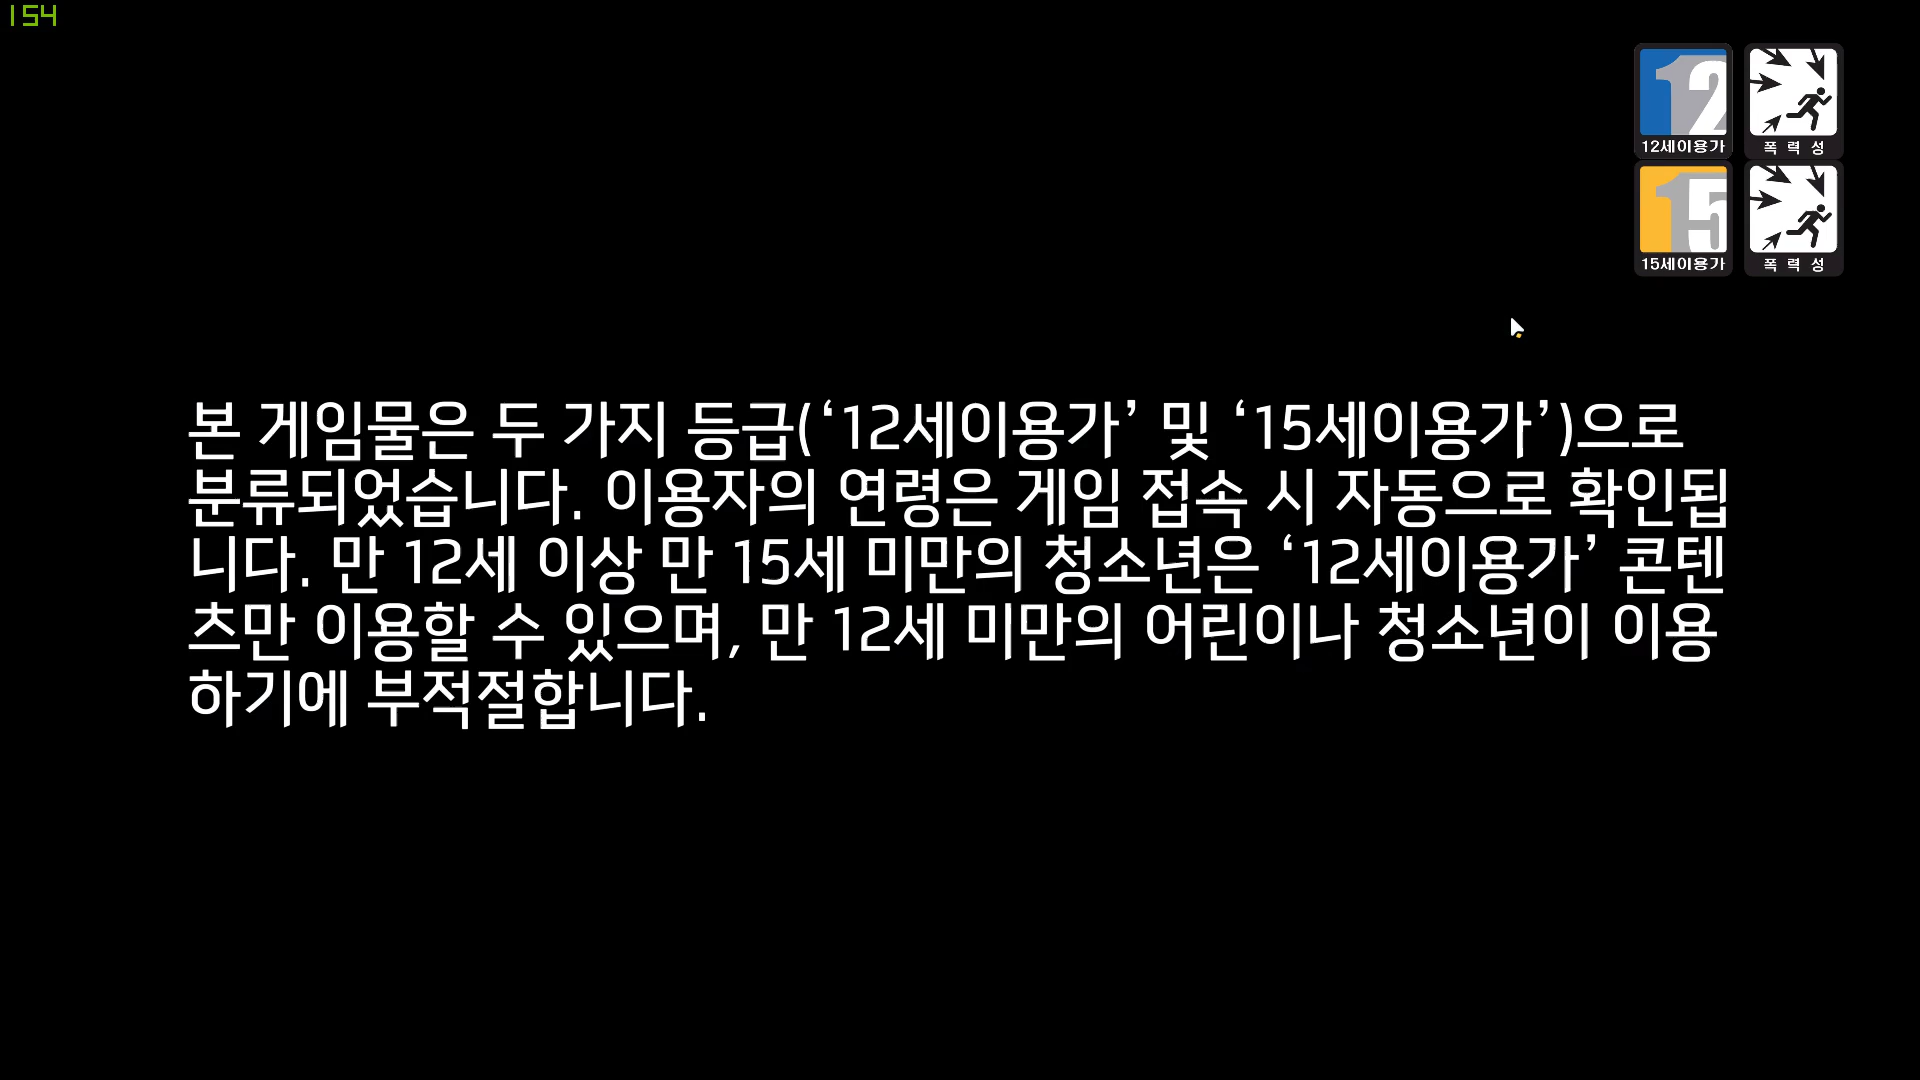 154
12
12세이용가
폭력성
15
15세이용가
폭력성
본 게임물은 두 가지 등급(‘12세이용가’ 및 ‘15세이용가’)으로
분류되었습니다. 이용자의 연령은 게임 접속 시 자동으로 확인됩
니다. 만 12세 이상 만 15세 미만의 청소년은 ‘12세이용가’ 콘텐
츠만 이용할 수 있으며, 만 12세 미만의 어린이나 청소년이 이용
하기에 부적절합니다.